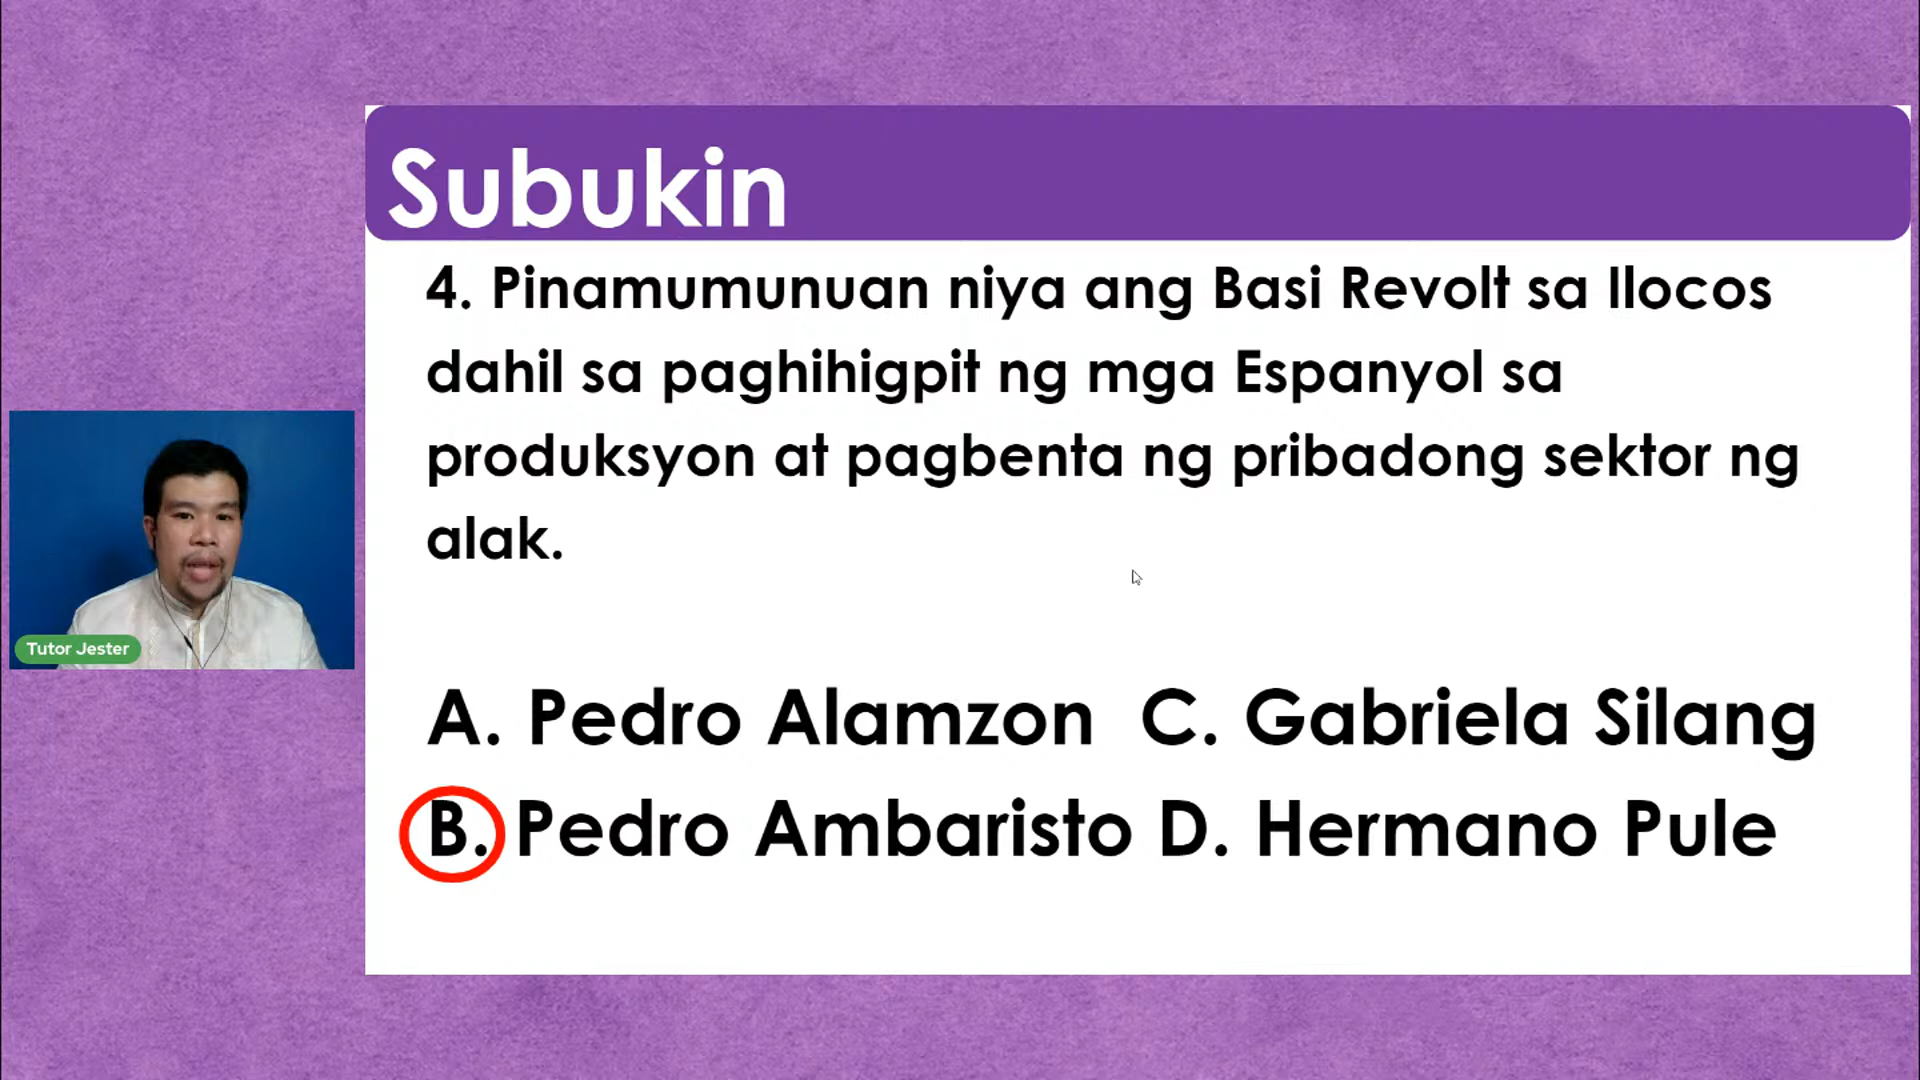 Subukin
4. Pinamumunuan niya ang Basi Revolt sa Ilocos
dahil sa paghihigpit ng mga Espanyol sa
produksyon at pagbenta ng pribadong sektor ng
alak.
Tutor Jester
A. Pedro Alamzon C. Gabriela Silang
B. Pedro Ambaristo D. Hermano Pule